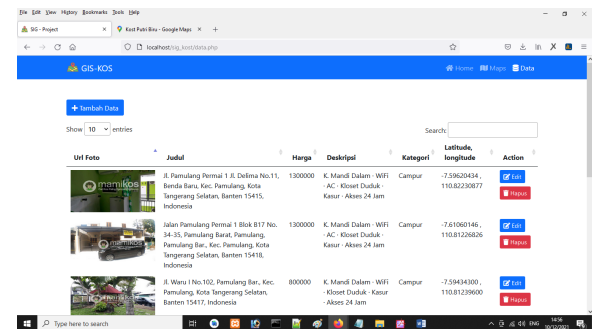 File Edit View History Bookmarks Tools Help
SIG - Project
Kost Putri Biru - Google Maps
localhost/sig_kost/data.php
GIS-KOS
Home Maps Data
Tambah Data
Show 10 entries
Search:
Url Foto Judul Harga Deskripsi Kategori Latitude, longitude Action
mamikos
Jl. Pamulang Permai 1 Jl. Delima No.11,
Benda Baru, Kec. Pamulang, Kota
Tangerang Selatan, Banten 15415,
Indonesia
1300000
K. Mandi Dalam · WiFi
· AC · Kloset Duduk ·
Kasur · Akses 24 Jam
Campur
-7.59620434 ,
110.82230877
Edit
Hapus
mamikos
Jalan Pamulang Permai 1 Blok B17 No.
34-35, Pamulang Barat, Pamulang,
Pamulang Bar., Kec. Pamulang, Kota
Tangerang Selatan, Banten 15418,
Indonesia
1300000
K. Mandi Dalam · WiFi
· AC · Kloset Duduk ·
Kasur · Akses 24 Jam
Campur
-7.61060146 ,
110.81226826
Edit
Hapus
Jl. Waru I No.102, Pamulang Bar., Kec.
Pamulang, Kota Tangerang Selatan,
Banten 15417, Indonesia
800000
K. Mandi Dalam · WiFi
· Kloset Duduk · Kasur
· Akses 24 Jam
Campur
-7.59434300 ,
110.81239600
Edit
Hapus
Type here to search
ENG
14:56
30/12/2021